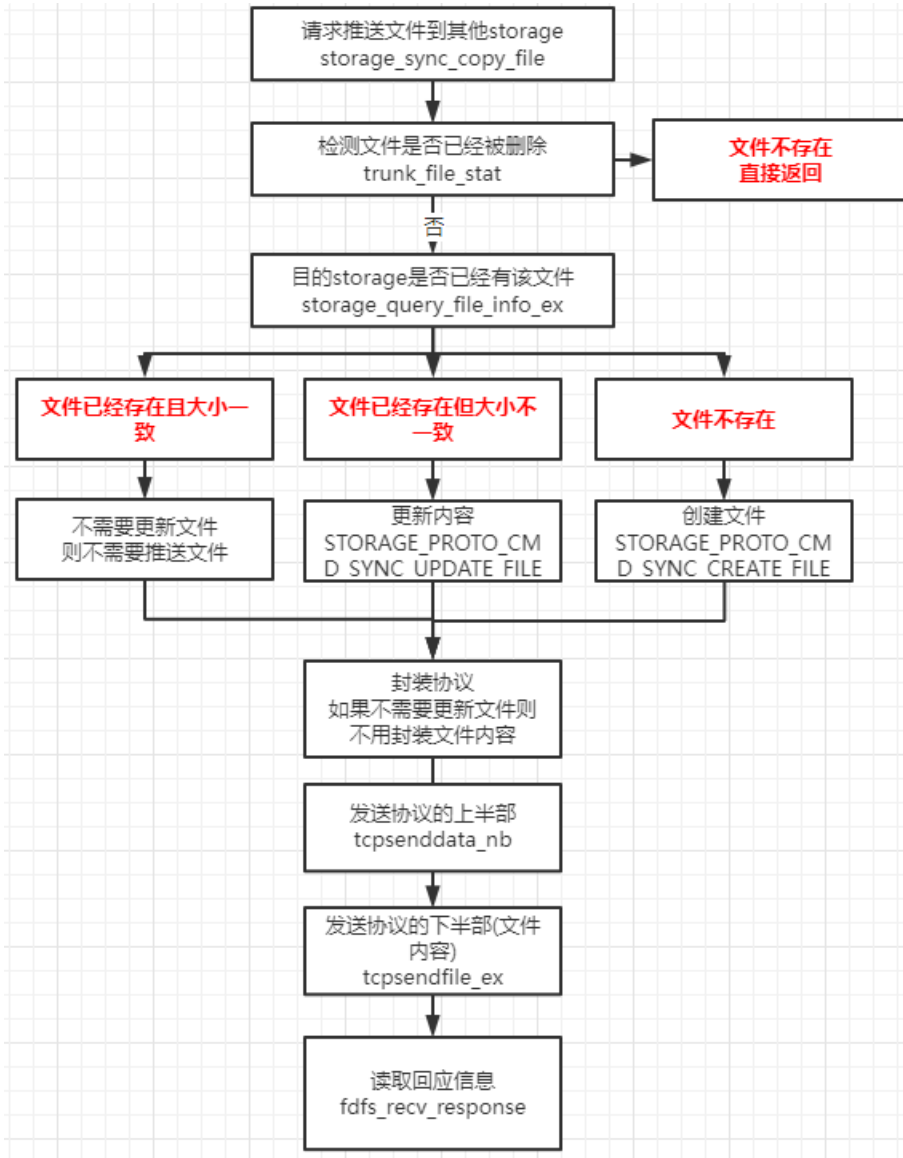 请求推送文件到其他storage
storage_sync_copy_file
检测文件是否已经被删除
trunk_file_stat
文件不存在
直接返回
否
目的storage是否已经有该文件
storage_query_file_info_ex
文件已经存在且大小一
致
文件已经存在但大小不
一致
文件不存在
不需要更新文件
则不需要推送文件
更新内容
STORAGE_PROTO_CM
D_SYNC_UPDATE_FILE
创建文件
STORAGE_PROTO_CM
D_SYNC_CREATE_FILE
封装协议
如果不需要更新文件则
不用封装文件内容
发送协议的上半部
tcpsenddata_nb
发送协议的下半部(文件
内容)
tcpsendfile_ex
读取回应信息
fdfs_recv_response